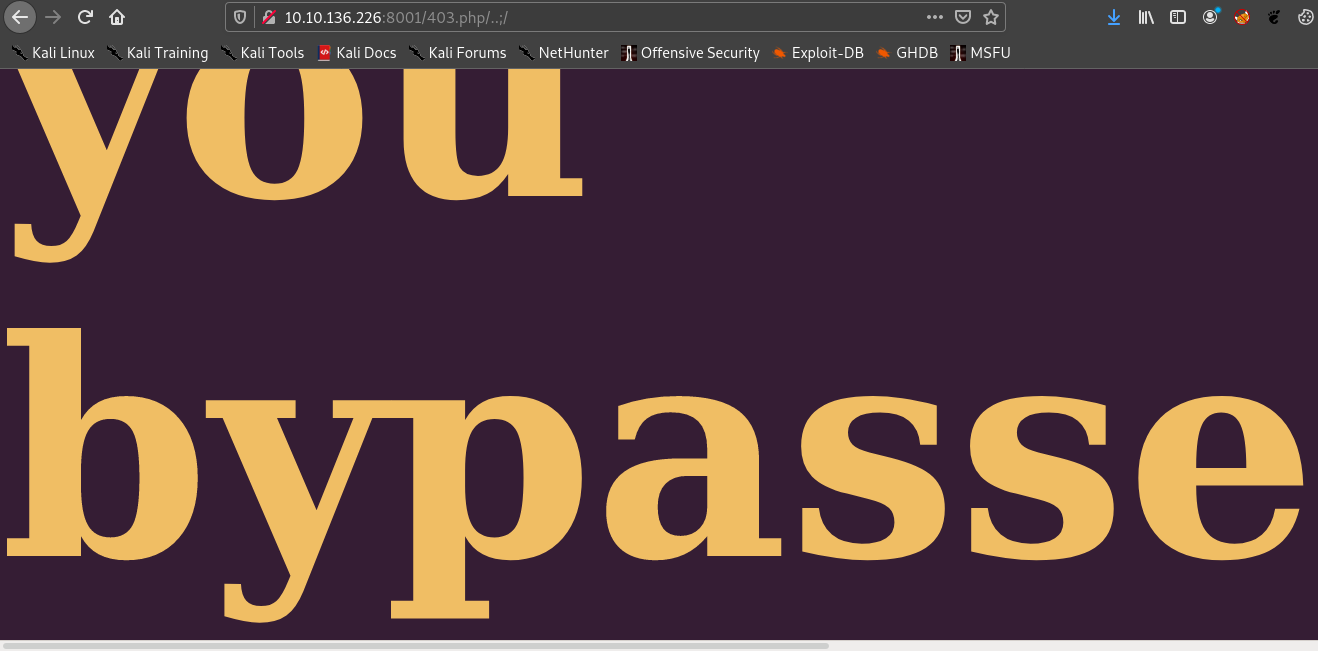 10.10.136.226:8001/403.php/..;/
Kali Linux Kali Training Kali Tools Kali Docs Kali Forums NetHunter Offensive Security Exploit-DB GHDB MSFU
you
bypasse